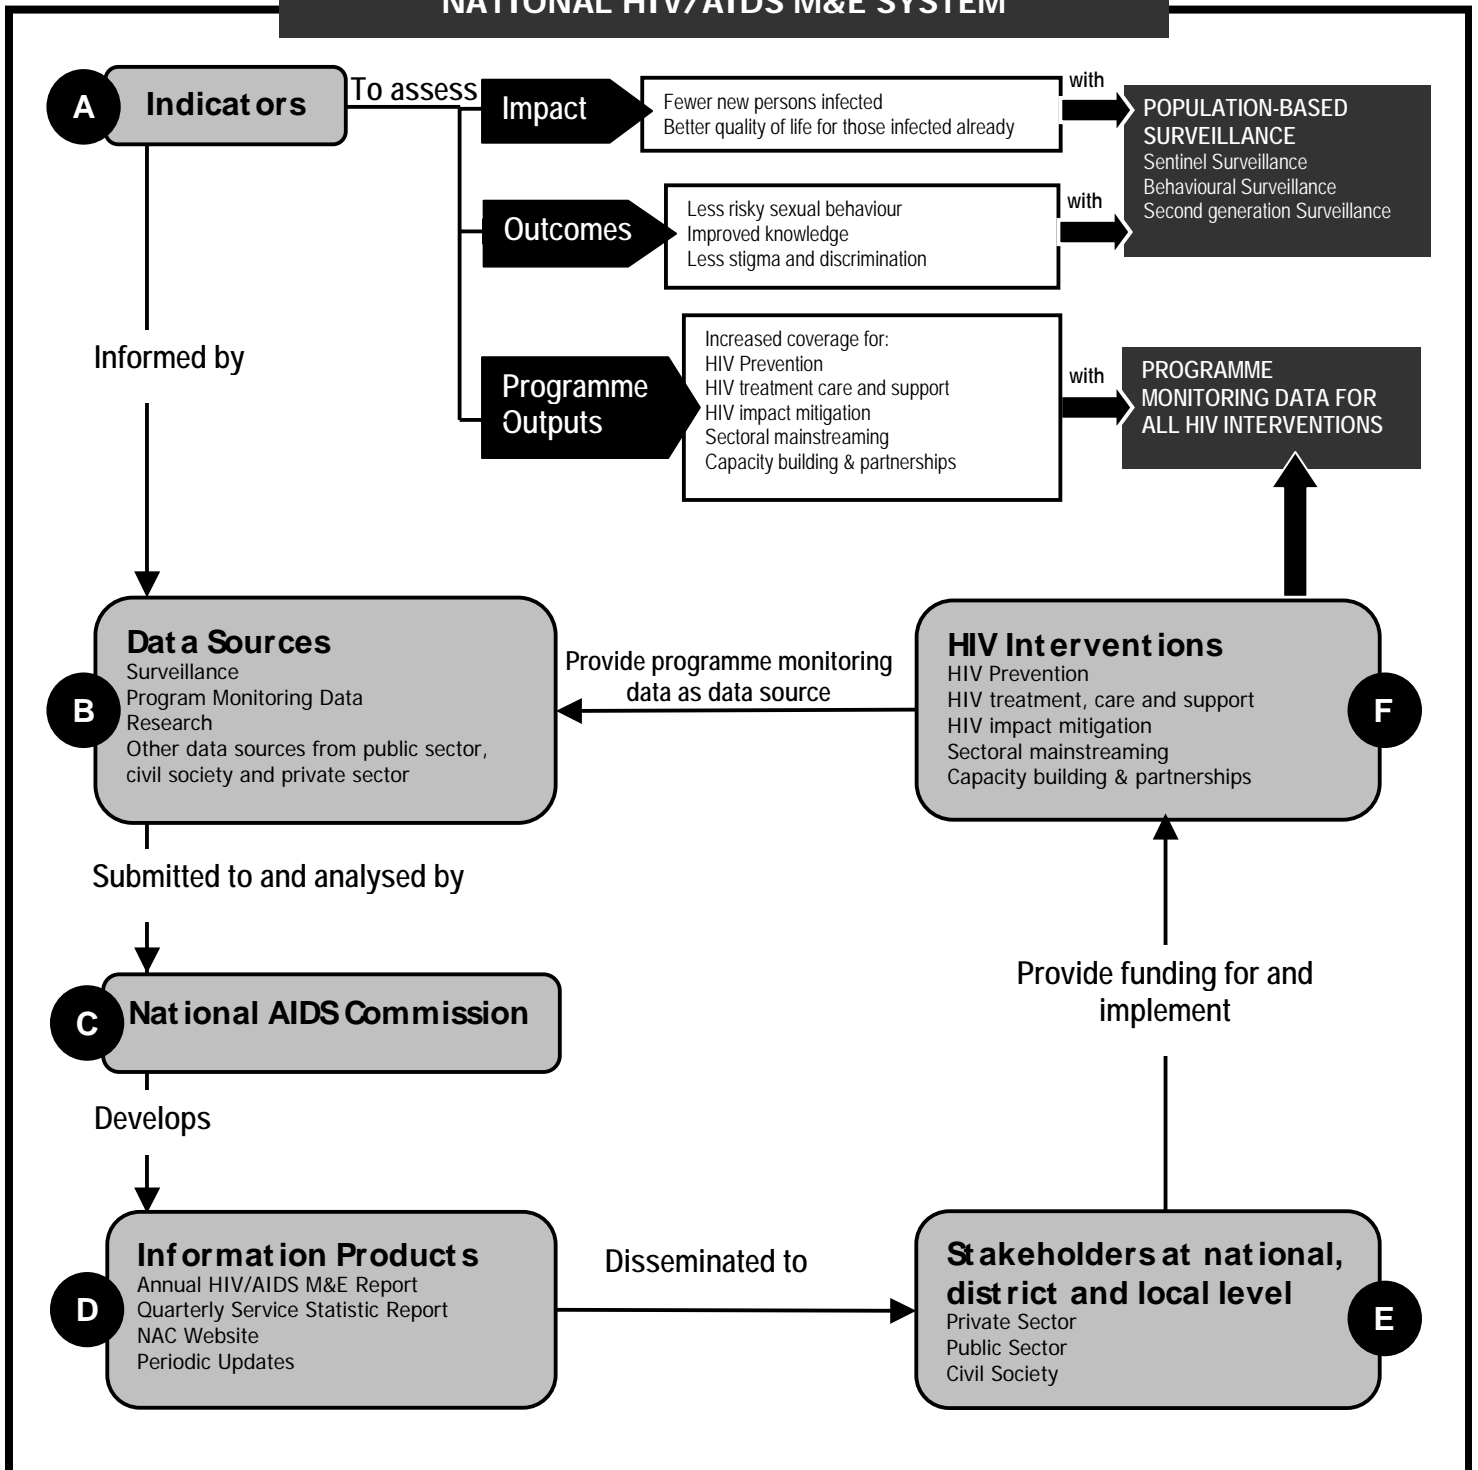 NATIONAL HIV/AIDS M&E SYSTEM
A
Indicators
To assess
Impact
Fewer new persons infected
Better quality of life for those infected already
with
POPULATION-BASED
SURVEILLANCE
Sentinel Surveillance
Behavioural Surveillance
Second generation Surveillance
Outcomes
Less risky sexual behaviour
Improved knowledge
Less stigma and discrimination
with
Programme
Outputs
Increased coverage for:
HIV Prevention
HIV treatment care and support
HIV impact mitigation
Sectoral mainstreaming
Capacity building & partnerships
with
PROGRAMME
MONITORING DATA FOR
ALL HIV INTERVENTIONS
Informed by
B
Data Sources
Surveillance
Program Monitoring Data
Research
Other data sources from public sector,
civil society and private sector
Provide programme monitoring
data as data source
HIV Interventions
HIV Prevention
HIV treatment, care and support
HIV impact mitigation
Sectoral mainstreaming
Capacity building & partnerships
F
Submitted to and analysed by
C
National AIDS Commission
Provide funding for and
implement
Develops
D
Information Products
Annual HIV/AIDS M&E Report
Quarterly Service Statistic Report
NAC Website
Periodic Updates
Disseminated to
Stakeholders at national,
district and local level
Private Sector
Public Sector
Civil Society
E